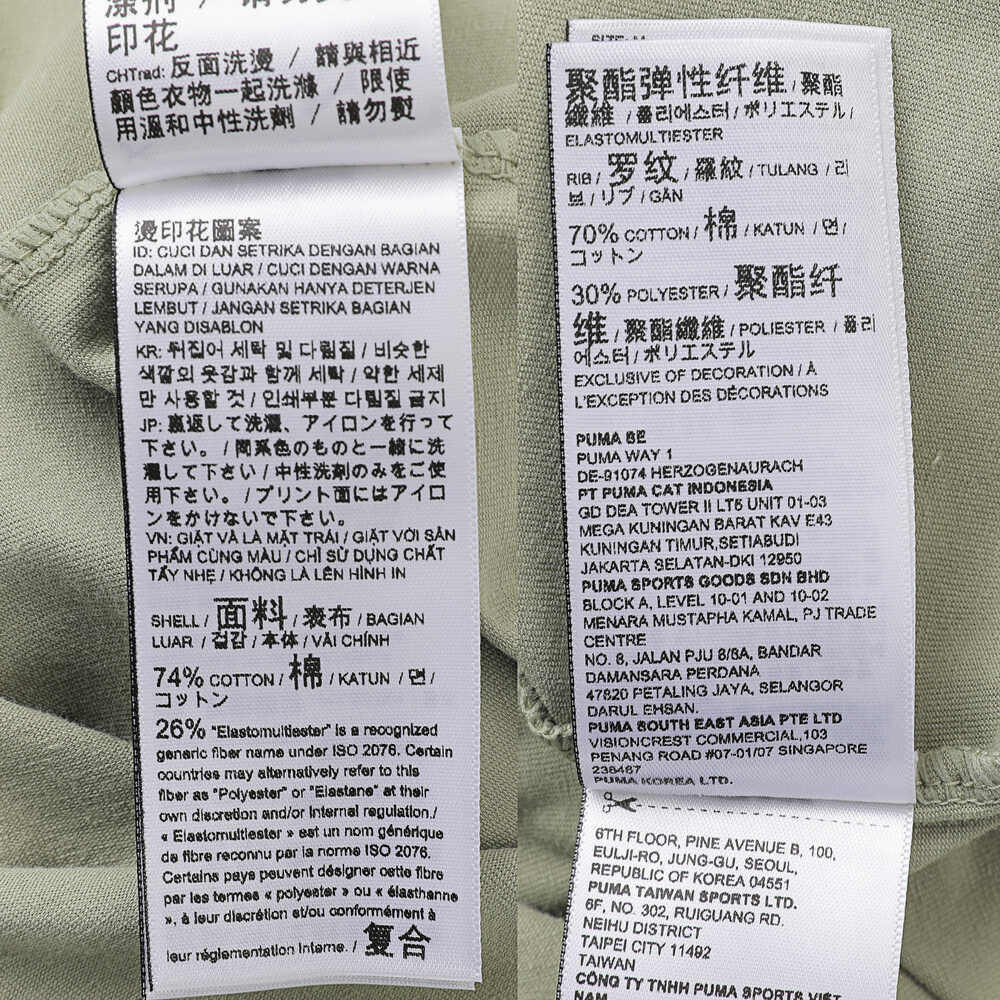 印花
CHTrad: 反面洗燙 / 請與相近
顏色衣物一起洗滌 / 限使
用溫和中性洗劑 / 請勿熨
燙印花圖案
ID: CUCI DAN SETRIKA DENGAN BAGIAN
DALAM DI LUAR / CUCI DENGAN WARNA
SERUPA / GUNAKAN HANYA DETERJEN
LEMBUT / JANGAN SETRIKA BAGIAN
YANG DISABLON
KR: 뒤집어 세탁 및 다림질 / 비슷한
색깔의 옷감과 함께 세탁 / 약한 세제
만 사용할 것 / 인쇄부분 다림질 금지
JP: 裏返して洗濯、アイロンを行って
下さい。/ 同系色のものと一緒に洗
濯して下さい / 中性洗剤のみをご使
用下さい。/ プリント面にはアイロ
ンをかけないで下さい。
VN: GIẶT VÀ LÀ MẶT TRÁI / GIẶT VỚI SẢN
PHẨM CÙNG MÀU / CHỈ SỬ DỤNG CHẤT
TẨY NHẸ / KHÔNG LÀ LÊN HÌNH IN
SHELL / 面料 / 表布 / BAGIAN
LUAR / 겉감 / 本体 / VẢI CHÍNH
74% COTTON / 棉 / KATUN / 면 /
コットン
26% "Elastomultiester" is a recognized
generic fiber name under ISO 2076. Certain
countries may alternatively refer to this
fiber as "Polyester" or "Elastane" at their
own discretion and/or internal regulation./
« Elastomultiester » est un nom générique
de fibre reconnu par la norme ISO 2076.
Certains pays peuvent désigner cette fibre
par les termes « polyester » ou « élasthanne
», à leur discrétion et/ou conformément à
leur réglementation interne. / 复合
聚酯弹性纤维 / 聚酯
纖維 / 폴리에스터 / ポリエステル /
ELASTOMULTIESTER
RIB / 罗纹 / 羅紋 / TULANG / 리
브 / リブ / GÂN
70% COTTON / 棉 / KATUN / 면 /
コットン
30% POLYESTER / 聚酯纤
维 / 聚酯纖維 / POLIESTER / 폴리
에스터 / ポリエステル
EXCLUSIVE OF DECORATION / À
L'EXCEPTION DES DÉCORATIONS
PUMA SE
PUMA WAY 1
DE-91074 HERZOGENAURACH
PT PUMA CAT INDONESIA
GD DEA TOWER II LT5 UNIT 01-03
MEGA KUNINGAN BARAT KAV E43
KUNINGAN TIMUR,SETIABUDI
JAKARTA SELATAN-DKI 12950
PUMA SPORTS GOODS SDN BHD
BLOCK A, LEVEL 10-01 AND 10-02
MENARA MUSTAPHA KAMAL, PJ TRADE
CENTRE
NO. 8, JALAN PJU 8/8A, BANDAR
DAMANSARA PERDANA
47820 PETALING JAYA, SELANGOR
DARUL EHSAN.
PUMA SOUTH EAST ASIA PTE LTD
VISIONCREST COMMERCIAL,103
PENANG ROAD #07-01/07 SINGAPORE
238467
PUMA KOREA LTD.
6TH FLOOR, PINE AVENUE B, 100,
EULJI-RO, JUNG-GU, SEOUL,
REPUBLIC OF KOREA 04551
PUMA TAIWAN SPORTS LTD.
6F, NO. 302, RUIGUANG RD.
NEIHU DISTRICT
TAIPEI CITY 11492
TAIWAN
CÔNG TY TNHH PUMA SPORTS VIỆT
NAM